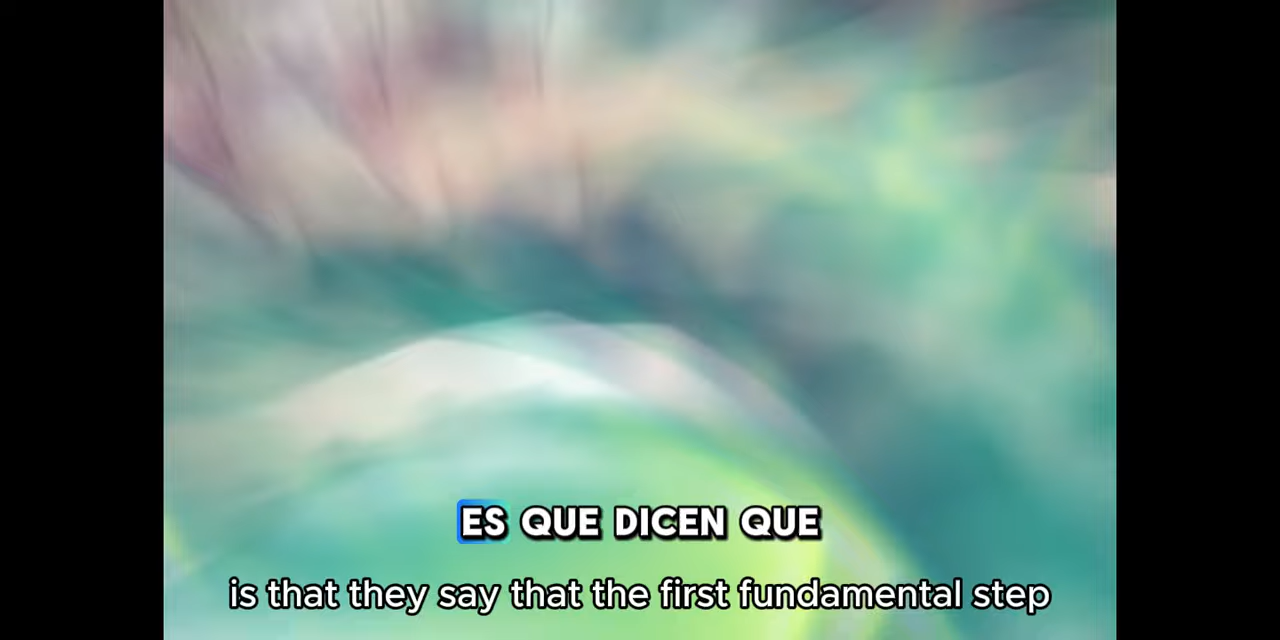 ES QUE DICEN QUE
is that they say that the first fundamental step